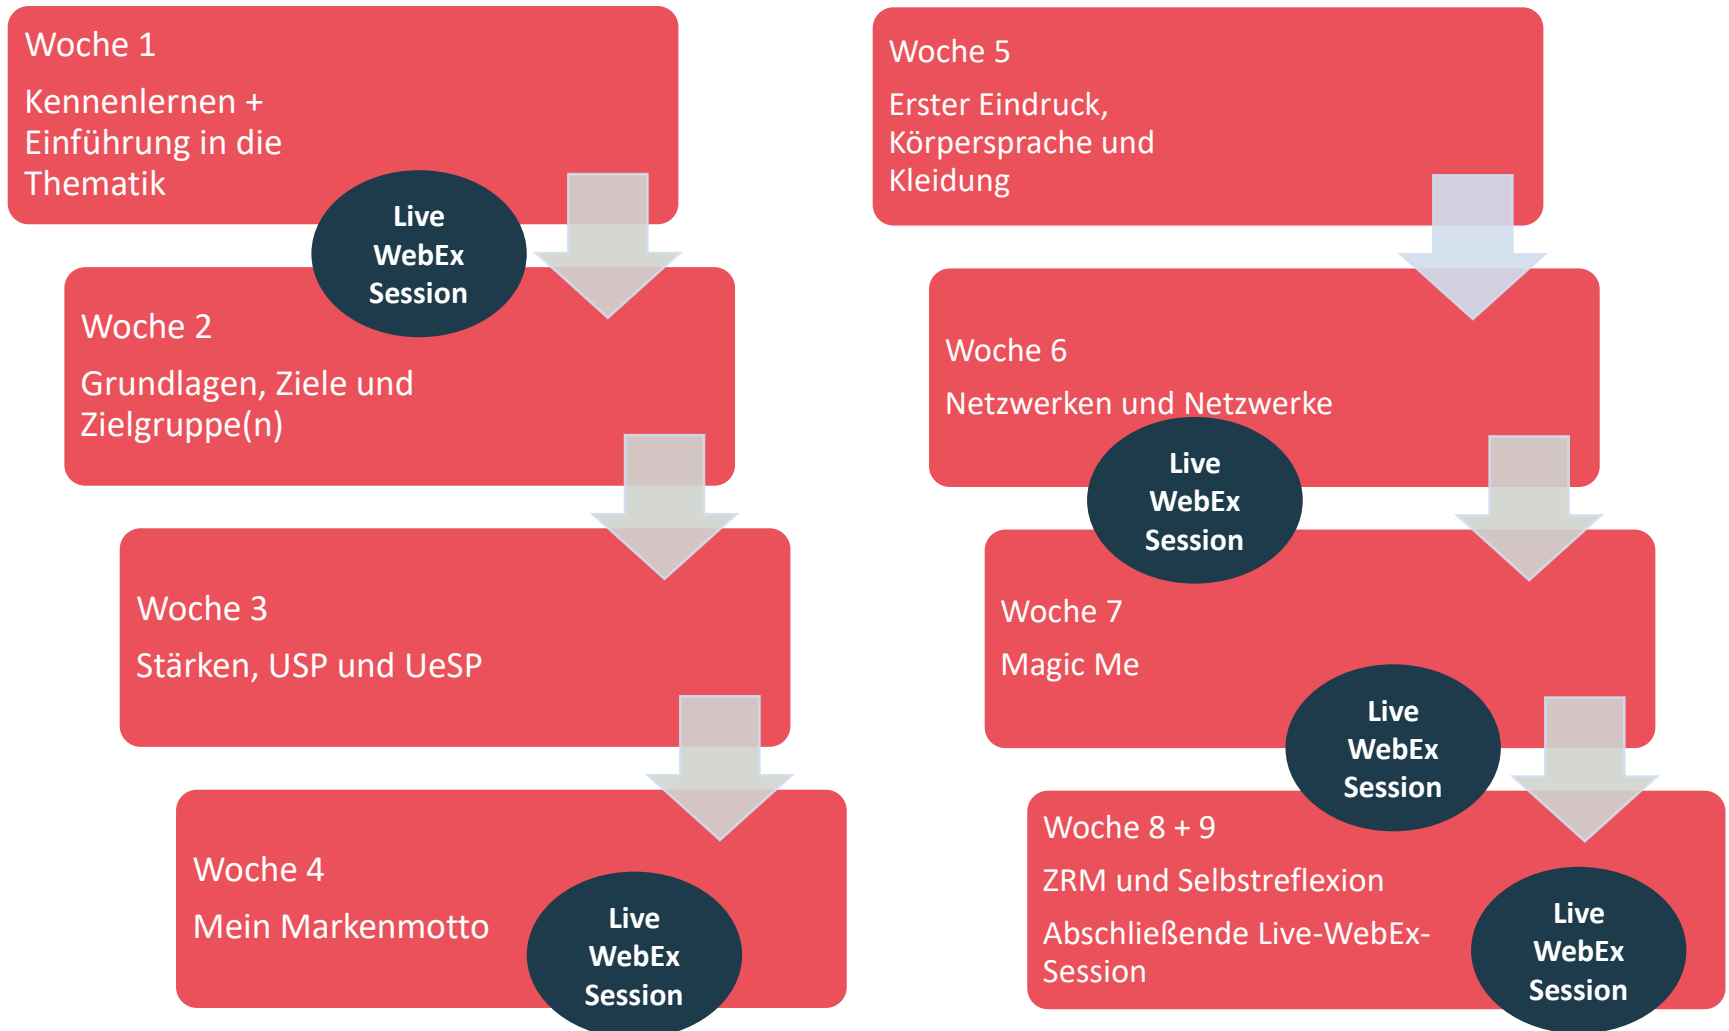 Woche 1
Kennenlernen +
Einführung in die
Thematik
Live
WebEx
Session
Woche 2
Grundlagen, Ziele und
Zielgruppe(n)
Woche 3
Stärken, USP und UeSP
Woche 4
Mein Markenmotto
Live
WebEx
Session
Woche 5
Erster Eindruck,
Körpersprache und
Kleidung
Woche 6
Netzwerken und Netzwerke
Live
WebEx
Session
Woche 7
Magic Me
Live
WebEx
Session
Woche 8 + 9
ZRM und Selbstreflexion
Abschließende Live-WebEx-
Session
Live
WebEx
Session